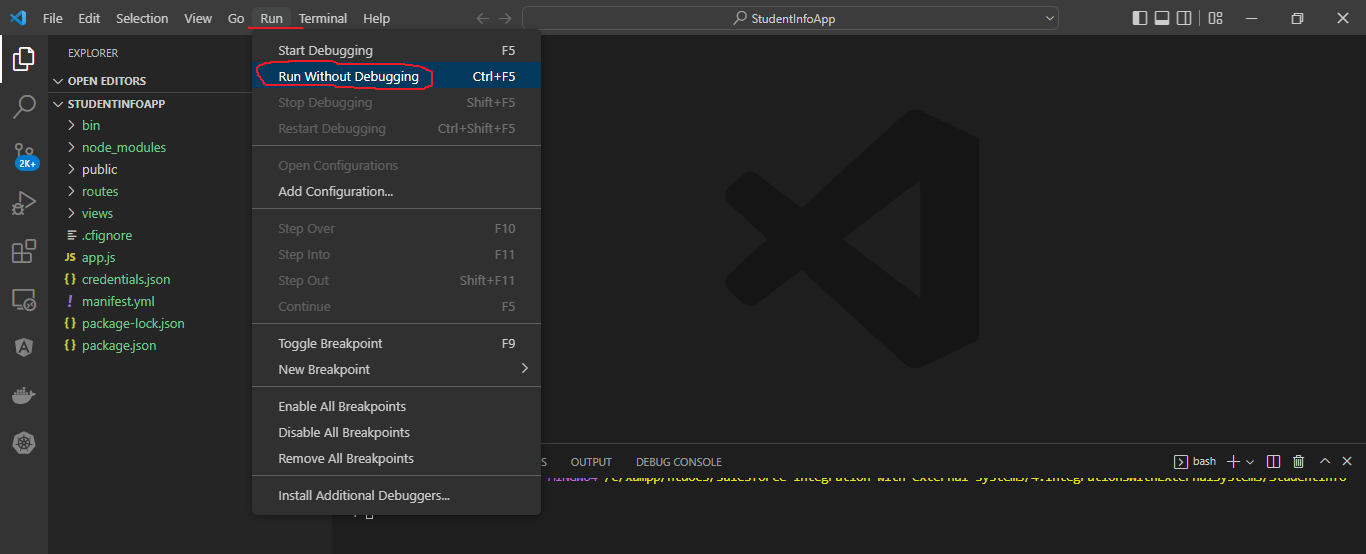 File Edit Selection View Go Run Terminal Help
StudentInfoApp
EXPLORER
OPEN EDITORS
STUDENTINFOAPP
bin
node_modules
public
routes
views
.cfignore
JS app.js
{} credentials.json
! manifest.yml
{} package-lock.json
{} package.json
2K+
Start Debugging F5
Run Without Debugging Ctrl+F5
Stop Debugging Shift+F5
Restart Debugging Ctrl+Shift+F5
Open Configurations
Add Configuration...
Step Over F10
Step Into F11
Step Out Shift+F11
Continue F5
Toggle Breakpoint F9
New Breakpoint
Enable All Breakpoints
Disable All Breakpoints
Remove All Breakpoints
Install Additional Debuggers...
OUTPUT DEBUG CONSOLE
bash